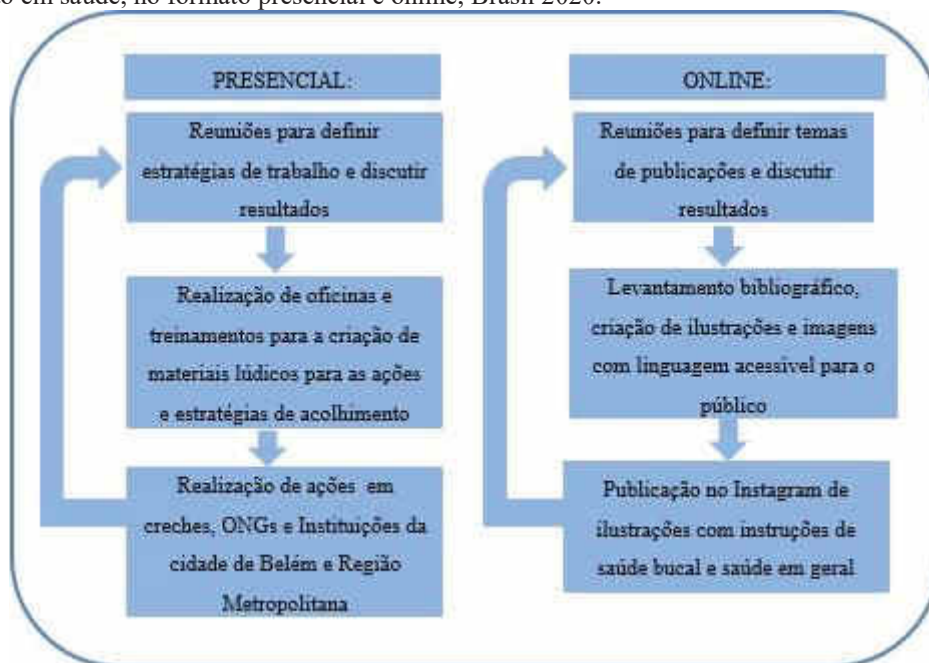 o em saúde, no formato presencial e online, Brasil 2020.
PRESENCIAL:
Reuniões para definir
estratégias de trabalho e discutir
resultados
Realização de oficinas e
treinamentos para a criação de
materiais lúdicos para as ações
e estratégias de acolhimento
Realização de ações em
creches, ONGs e Instituições da
cidade de Belém e Região
Metropolitana
ONLINE:
Reuniões para definir temas
de publicações e discutir
resultados
Levantamento bibliográfico,
criação de ilustrações e imagens
com linguagem acessível para o
público
Publicação no Instagram de
ilustrações com instruções de
saúde bucal e saúde em geral